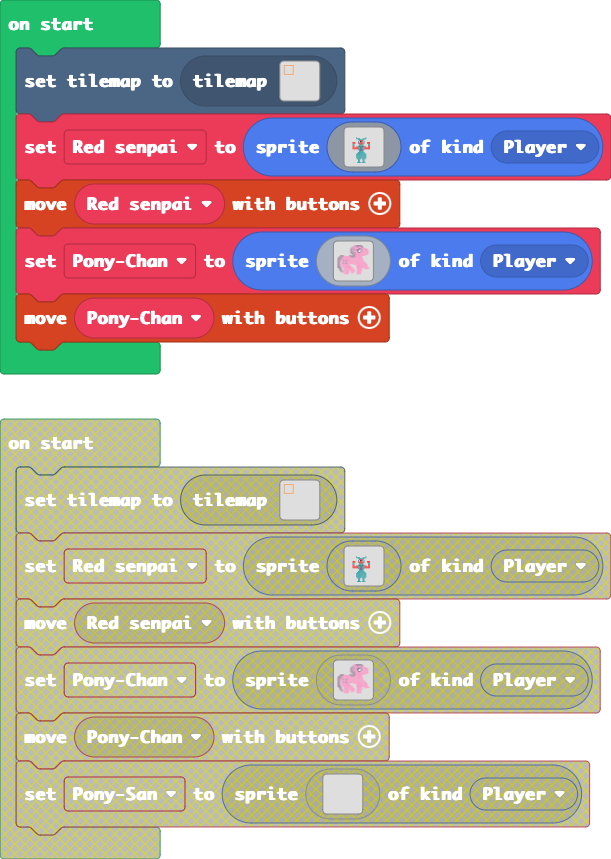 on start
set tilemap to tilemap
set Red senpai to sprite of kind Player
move Red senpai with buttons
set Pony-Chan to sprite of kind Player
move Pony-Chan with buttons
on start
set tilemap to tilemap
set Red senpai to sprite of kind Player
move Red senpai with buttons
set Pony-Chan to sprite of kind Player
move Pony-Chan with buttons
set Pony-San to sprite of kind Player